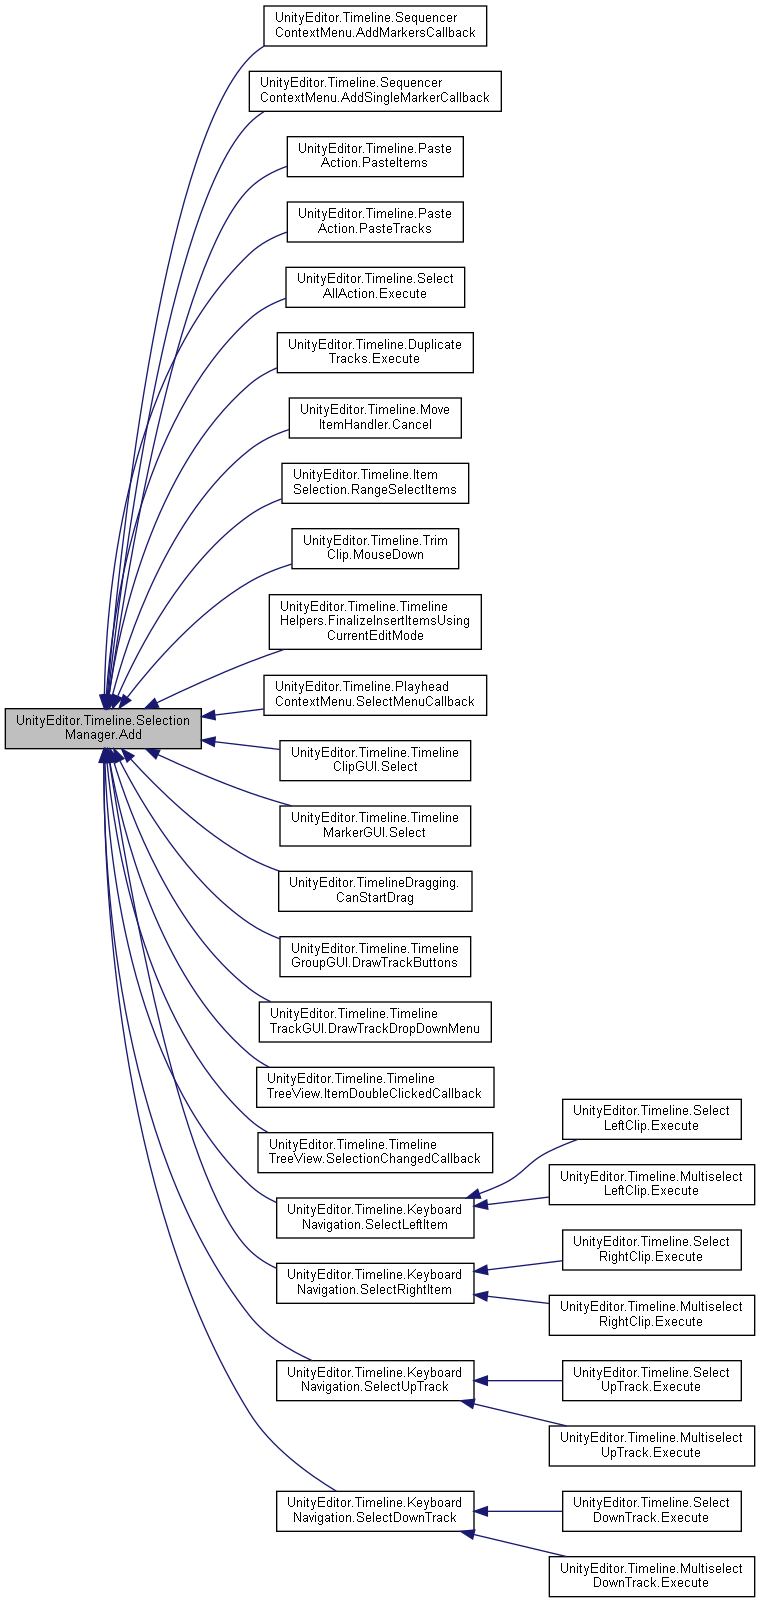 UnityEditor.Timeline.Sequencer
ContextMenu.AddMarkersCallback
UnityEditor.Timeline.Sequencer
ContextMenu.AddSingleMarkerCallback
UnityEditor.Timeline.Paste
Action.PasteItems
UnityEditor.Timeline.Paste
Action.PasteTracks
UnityEditor.Timeline.Select
AllAction.Execute
UnityEditor.Timeline.Duplicate
Tracks.Execute
UnityEditor.Timeline.Move
ItemHandler.Cancel
UnityEditor.Timeline.Item
Selection.RangeSelectItems
UnityEditor.Timeline.Trim
Clip.MouseDown
UnityEditor.Timeline.Timeline
Helpers.FinalizeInsertItemsUsing
CurrentEditMode
UnityEditor.Timeline.Playhead
ContextMenu.SelectMenuCallback
UnityEditor.Timeline.Selection
Manager.Add
UnityEditor.Timeline.Timeline
ClipGUI.Select
UnityEditor.Timeline.Timeline
MarkerGUI.Select
UnityEditor.TimelineDragging.
CanStartDrag
UnityEditor.Timeline.Timeline
GroupGUI.DrawTrackButtons
UnityEditor.Timeline.Timeline
TrackGUI.DrawTrackDropDownMenu
UnityEditor.Timeline.Timeline
TreeView.ItemDoubleClickedCallback
UnityEditor.Timeline.Timeline
TreeView.SelectionChangedCallback
UnityEditor.Timeline.Keyboard
Navigation.SelectLeftItem
UnityEditor.Timeline.Select
LeftClip.Execute
UnityEditor.Timeline.Multiselect
LeftClip.Execute
UnityEditor.Timeline.Keyboard
Navigation.SelectRightItem
UnityEditor.Timeline.Select
RightClip.Execute
UnityEditor.Timeline.Multiselect
RightClip.Execute
UnityEditor.Timeline.Keyboard
Navigation.SelectUpTrack
UnityEditor.Timeline.Select
UpTrack.Execute
UnityEditor.Timeline.Multiselect
UpTrack.Execute
UnityEditor.Timeline.Keyboard
Navigation.SelectDownTrack
UnityEditor.Timeline.Select
DownTrack.Execute
UnityEditor.Timeline.Multiselect
DownTrack.Execute